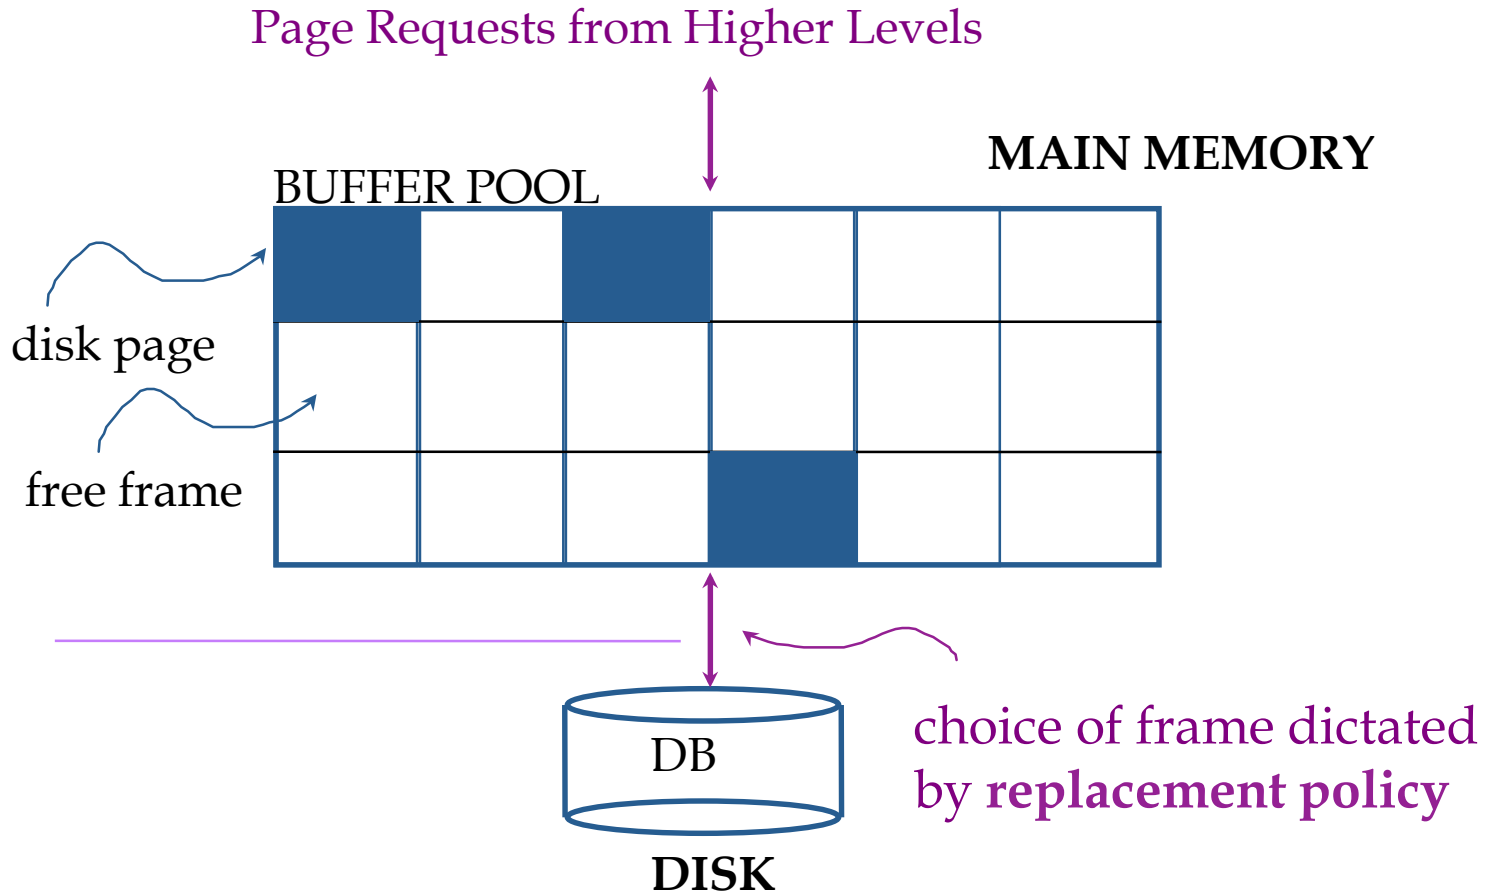 Page Requests from Higher Levels
MAIN MEMORY
BUFFER POOL
disk page
free frame
DB
choice of frame dictated
by replacement policy
DISK